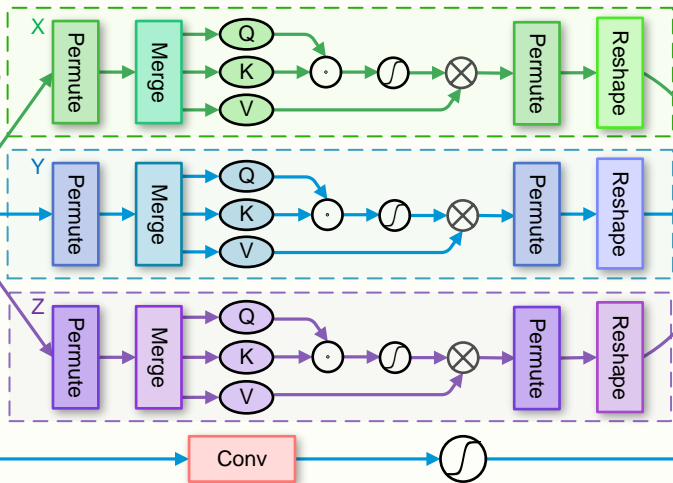 X
Permute
Merge
Q
K
V
Permute
Reshape
Y
Permute
Merge
Q
K
V
Permute
Reshape
Z
Permute
Merge
Q
K
V
Permute
Reshape
Conv